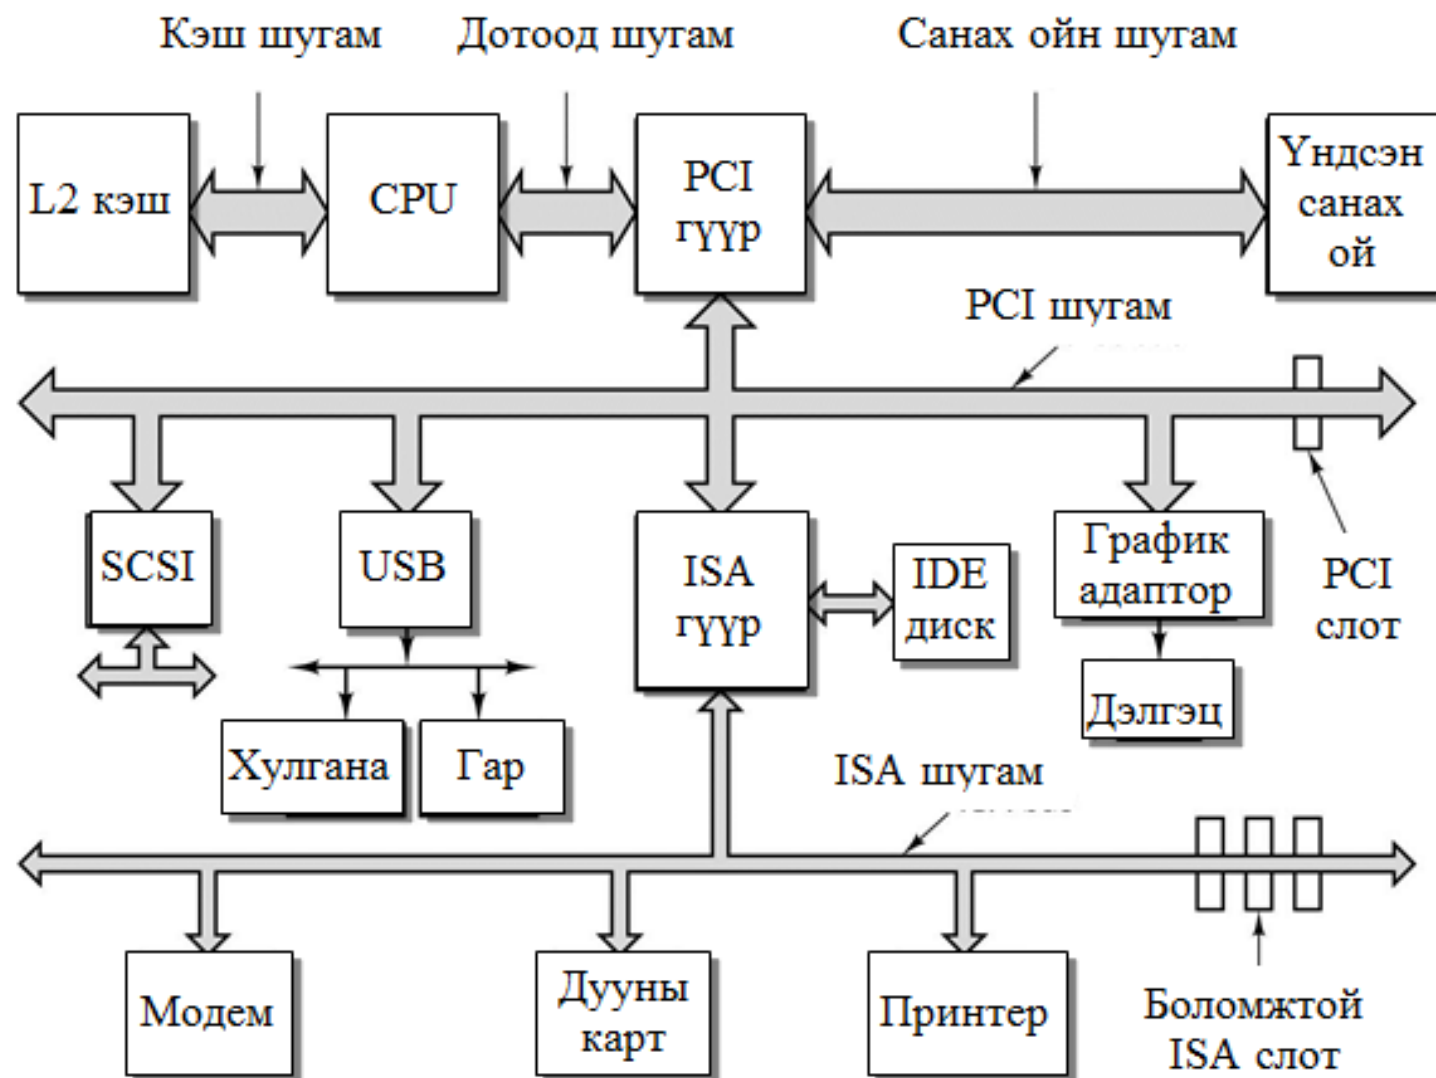 Кэш шугам
Дотоод шугам
Санах ойн шугам
L2 кэш
CPU
PCI
гүүр
Үндсэн
санах
ой
PCI шугам
SCSI
USB
ISA
гүүр
IDE
диск
График
адаптор
PCI
слот
Дэлгэц
Хулгана
Гар
ISA шугам
Модем
Дууны
карт
Принтер
Боломжтой
ISA слот